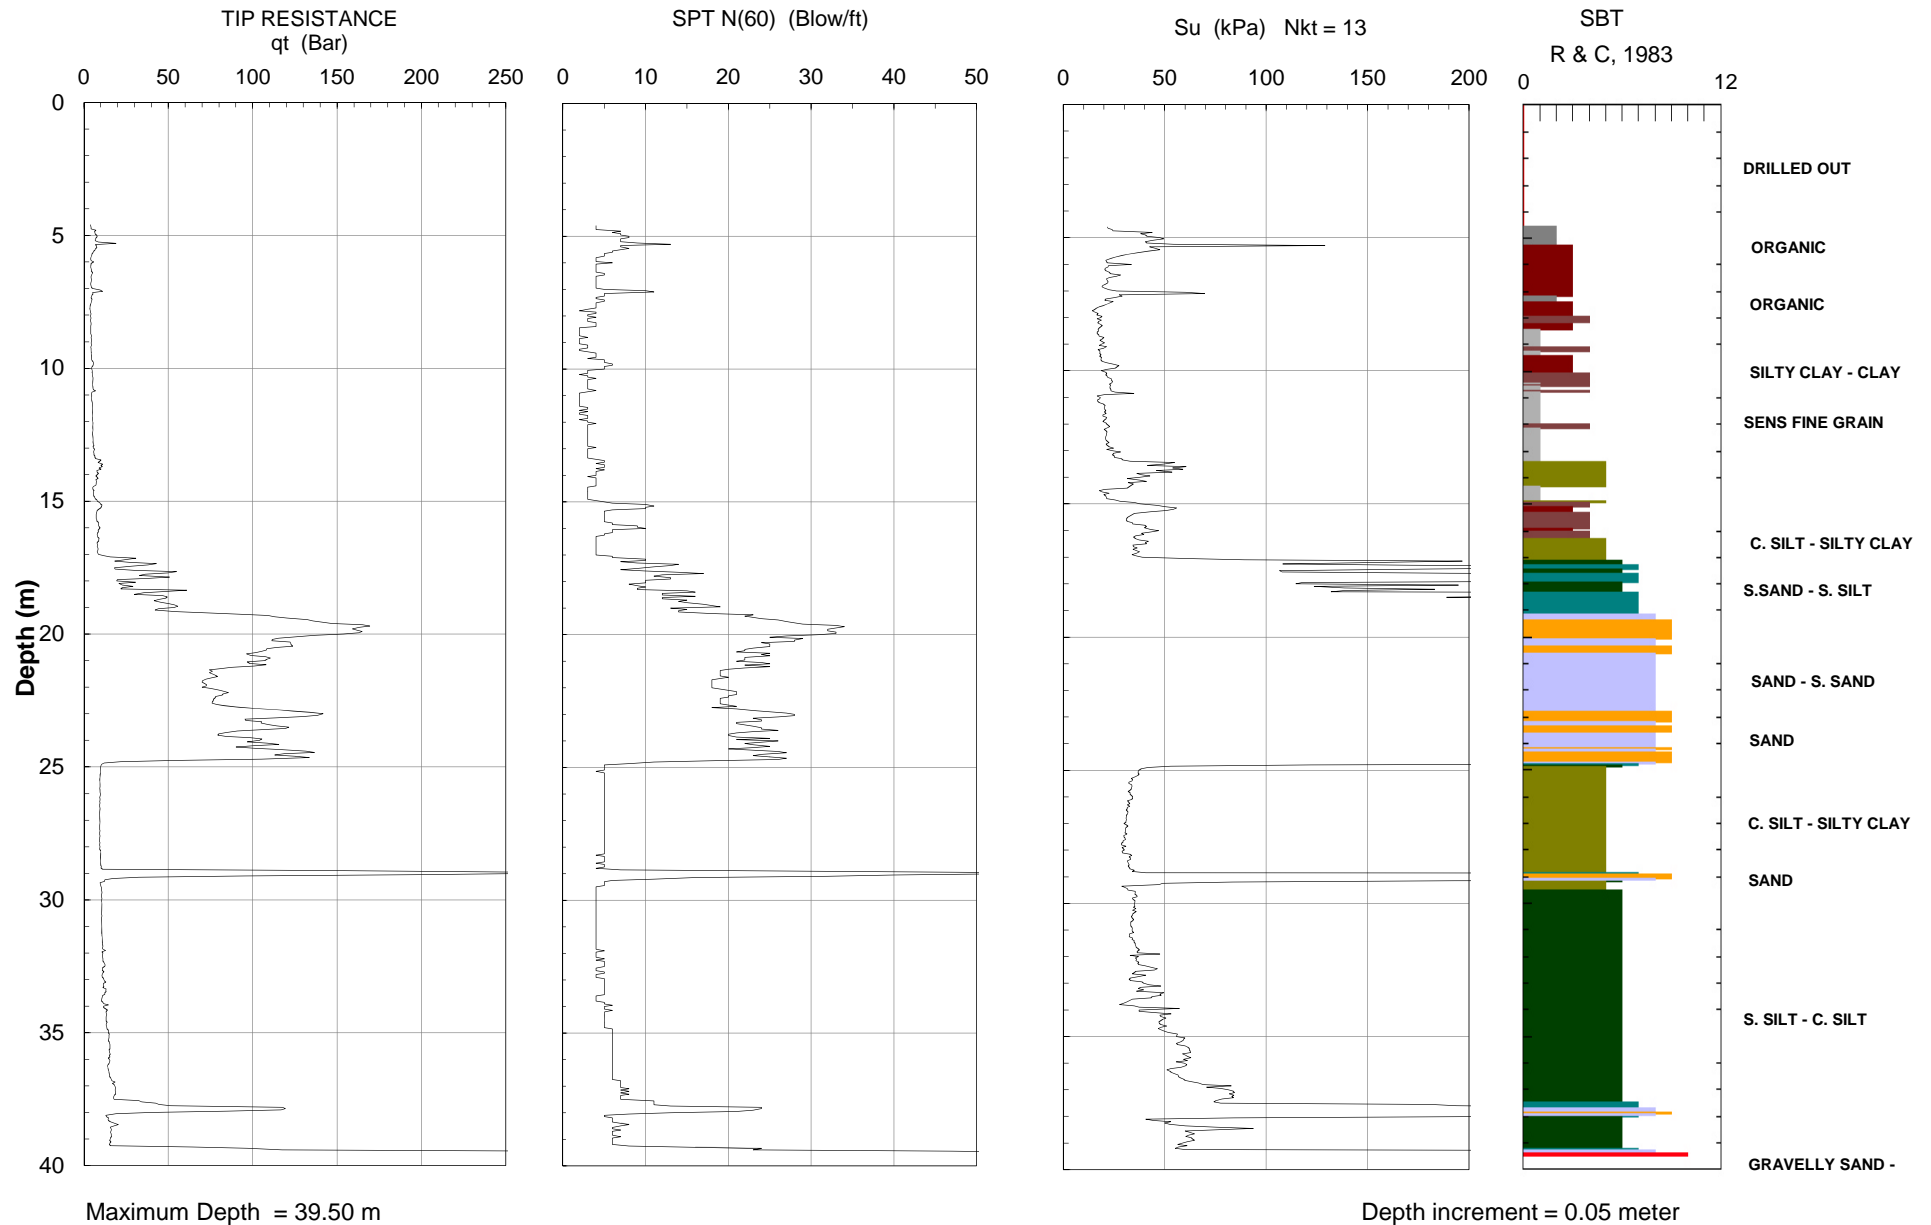 TIP RESISTANCE
qt (Bar)
0 50 100 150 200 250
SPT N(60) (Blow/ft)
0 10 20 30 40 50
Su (kPa) Nkt = 13
0 50 100 150 200
SBT
R & C, 1983
0 12
Depth (m)
0
5
10
15
20
25
30
35
40
DRILLED OUT
ORGANIC
ORGANIC
SILTY CLAY - CLAY
SENS FINE GRAIN
C. SILT - SILTY CLAY
S.SAND - S. SILT
SAND - S. SAND
SAND
C. SILT - SILTY CLAY
SAND
S. SILT - C. SILT
GRAVELLY SAND -
Maximum Depth = 39.50 m
Depth increment = 0.05 meter